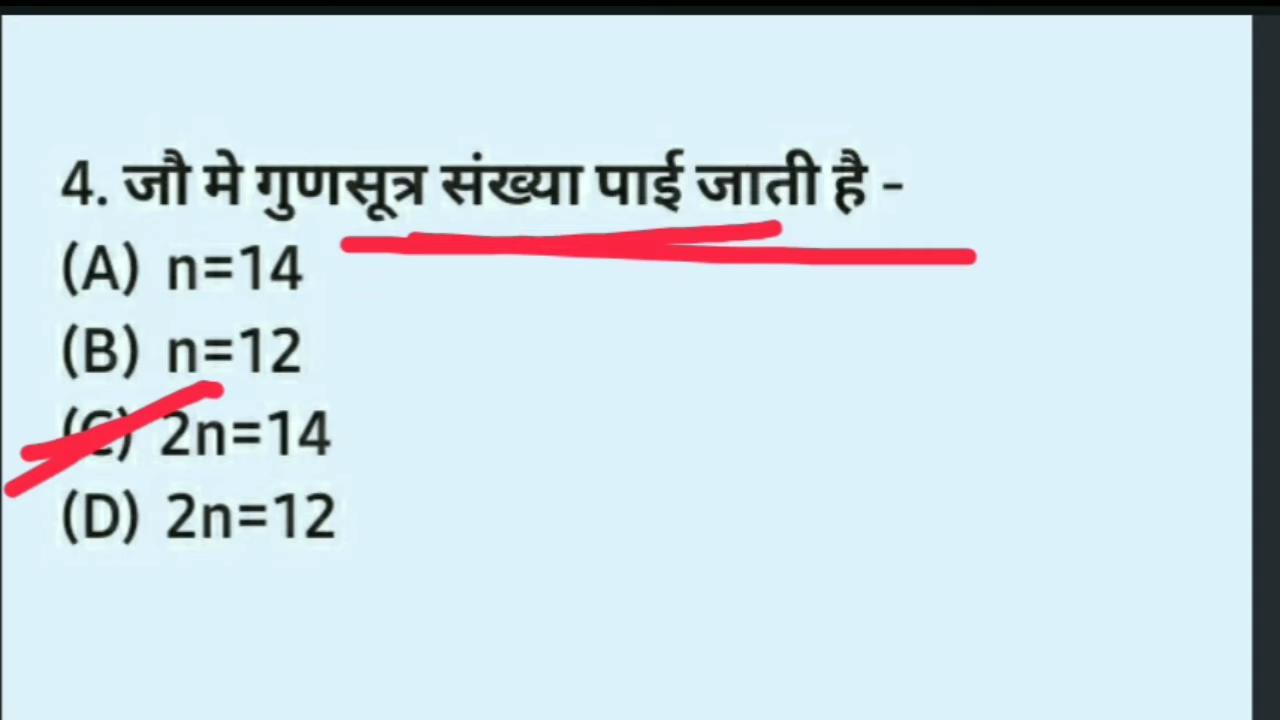 4. जौ मे गुणसूत्र संख्या पाई जाती है -
(A) n=14
(B) n=12
(C) 2n=14
(D) 2n=12